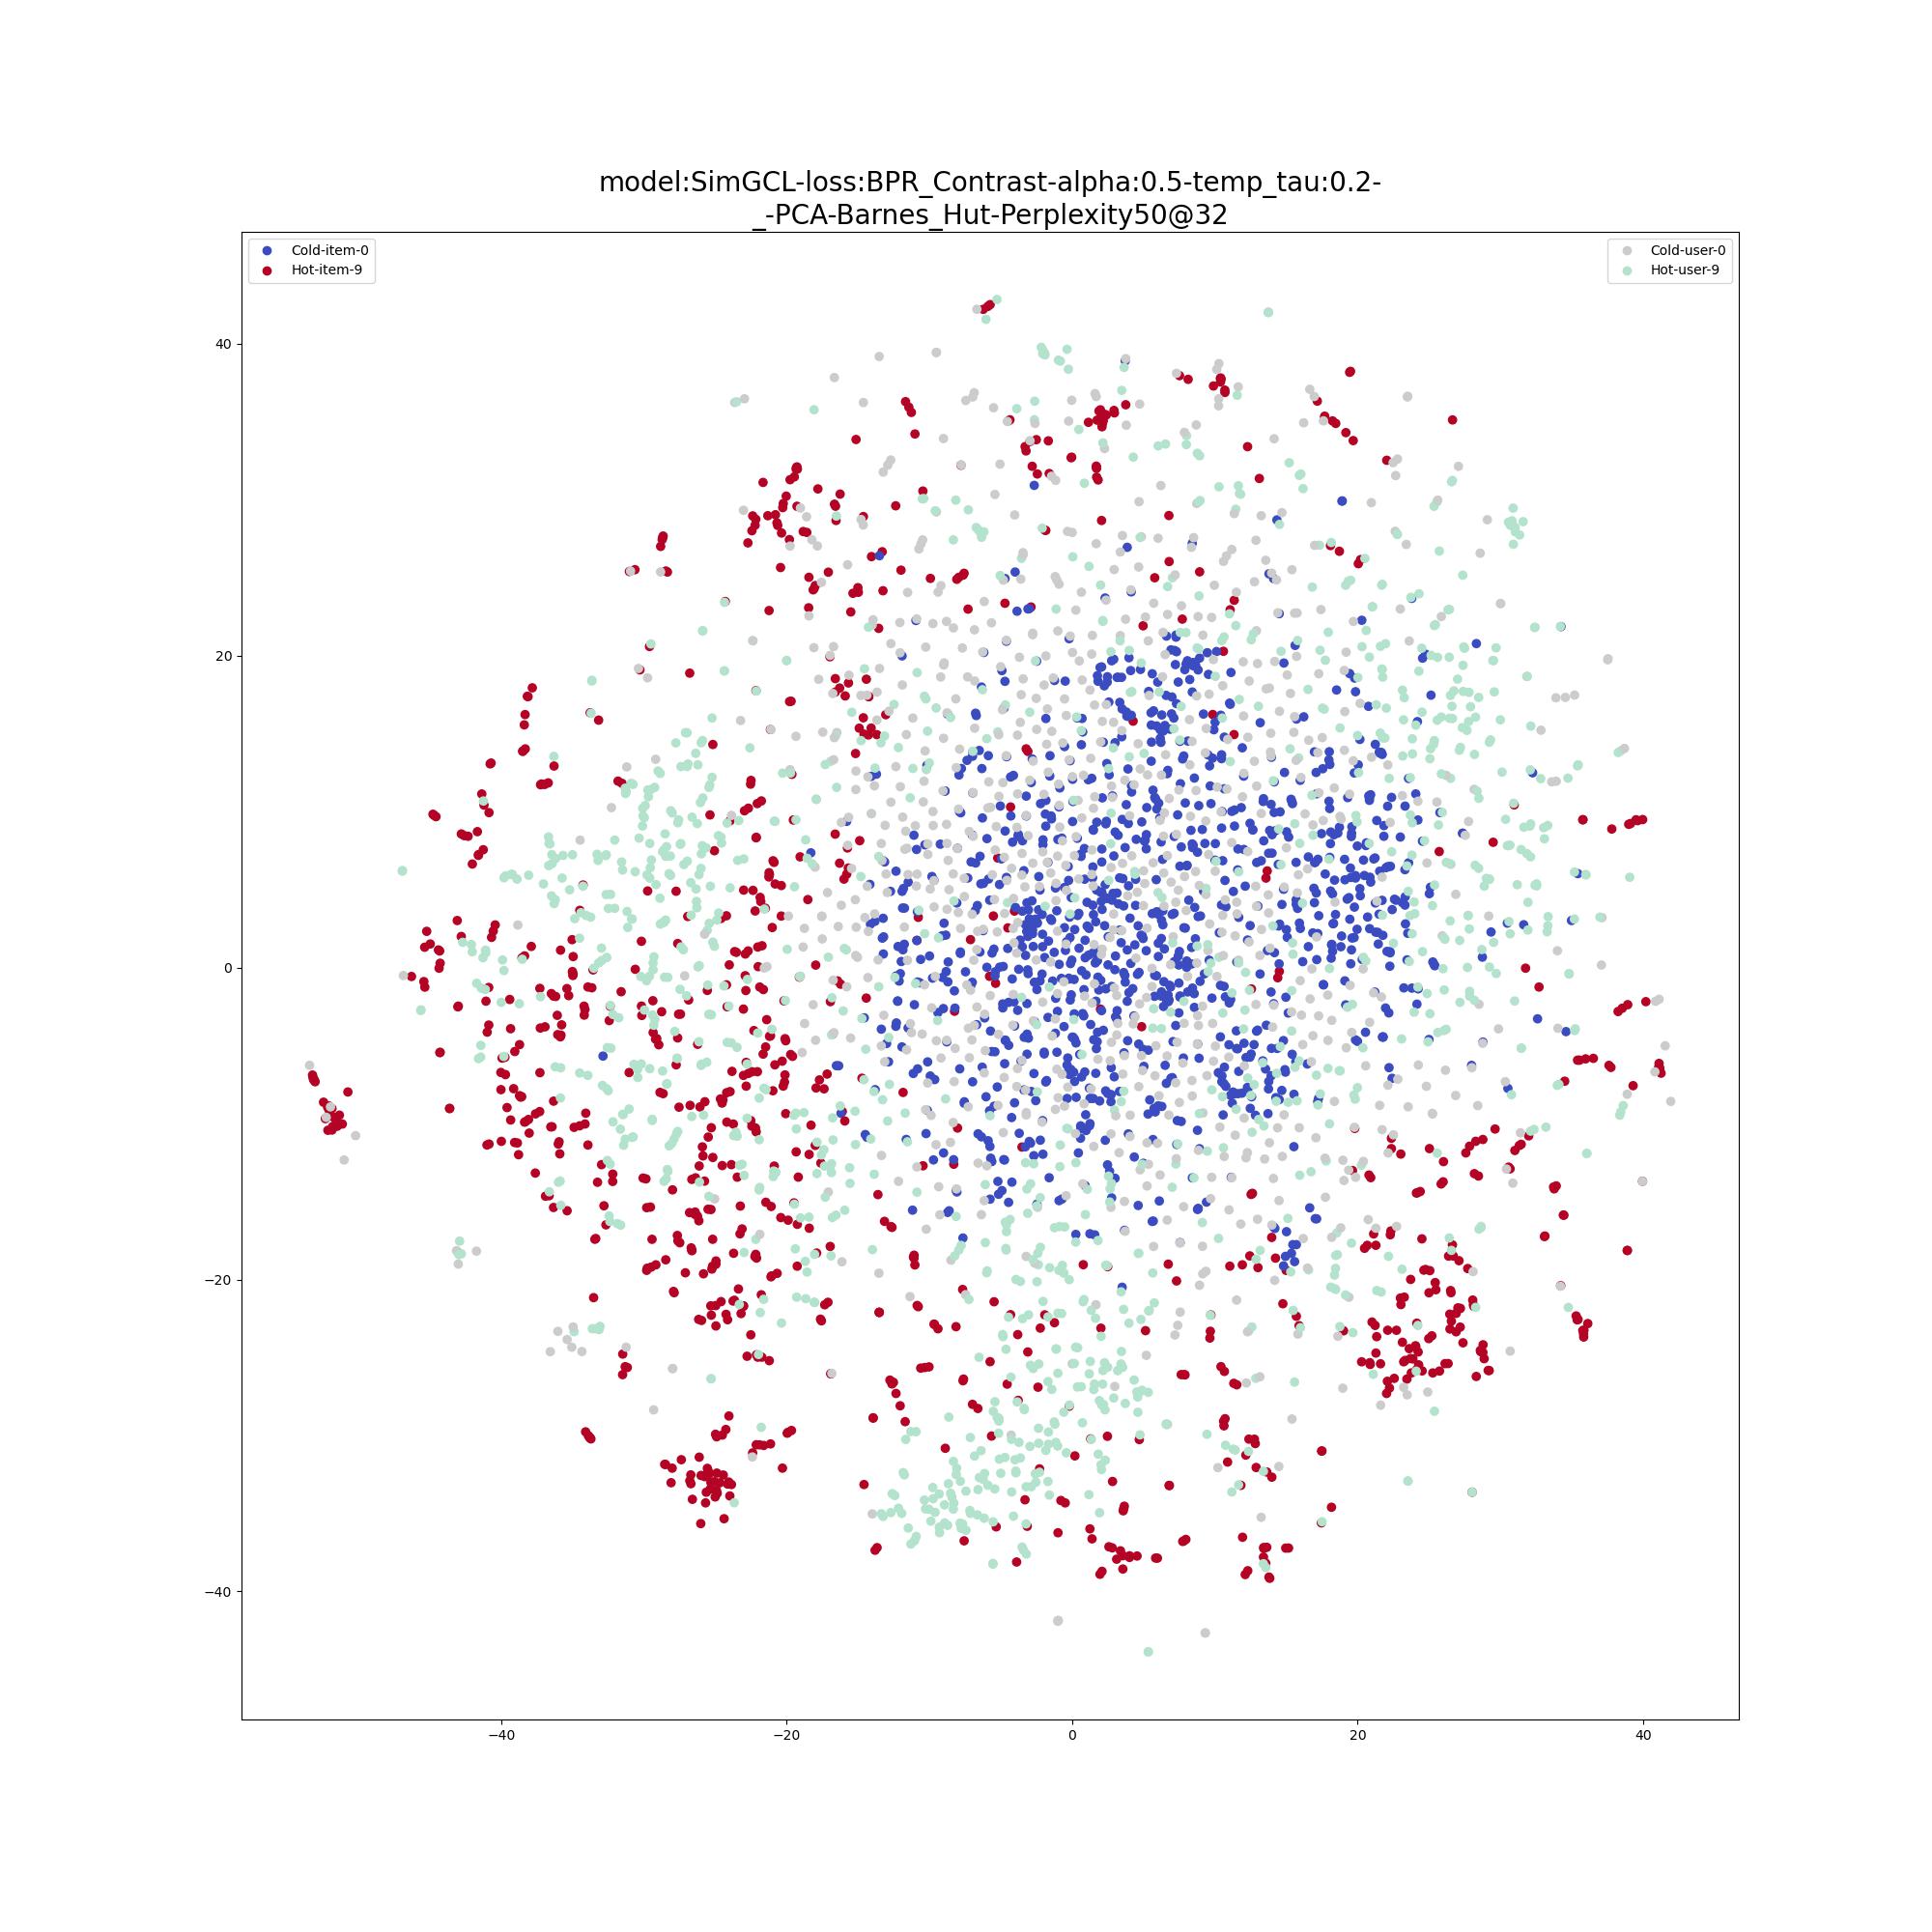 model:SimGCL-loss:BPR_Contrast-alpha:0.5-temp_tau:0.2-
_-PCA-Barnes_Hut-Perplexity50@32
Cold-item-0
Hot-item-9
Cold-user-0
Hot-user-9
40
20
0
−20
−40
−40
−20
0
20
40